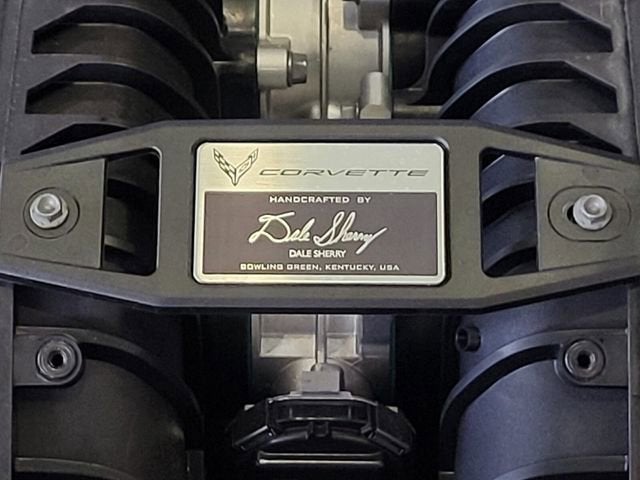 CORVETTE
HANDCRAFTED BY
Dale Sherry
DALE SHERRY
BOWLING GREEN, KENTUCKY, USA